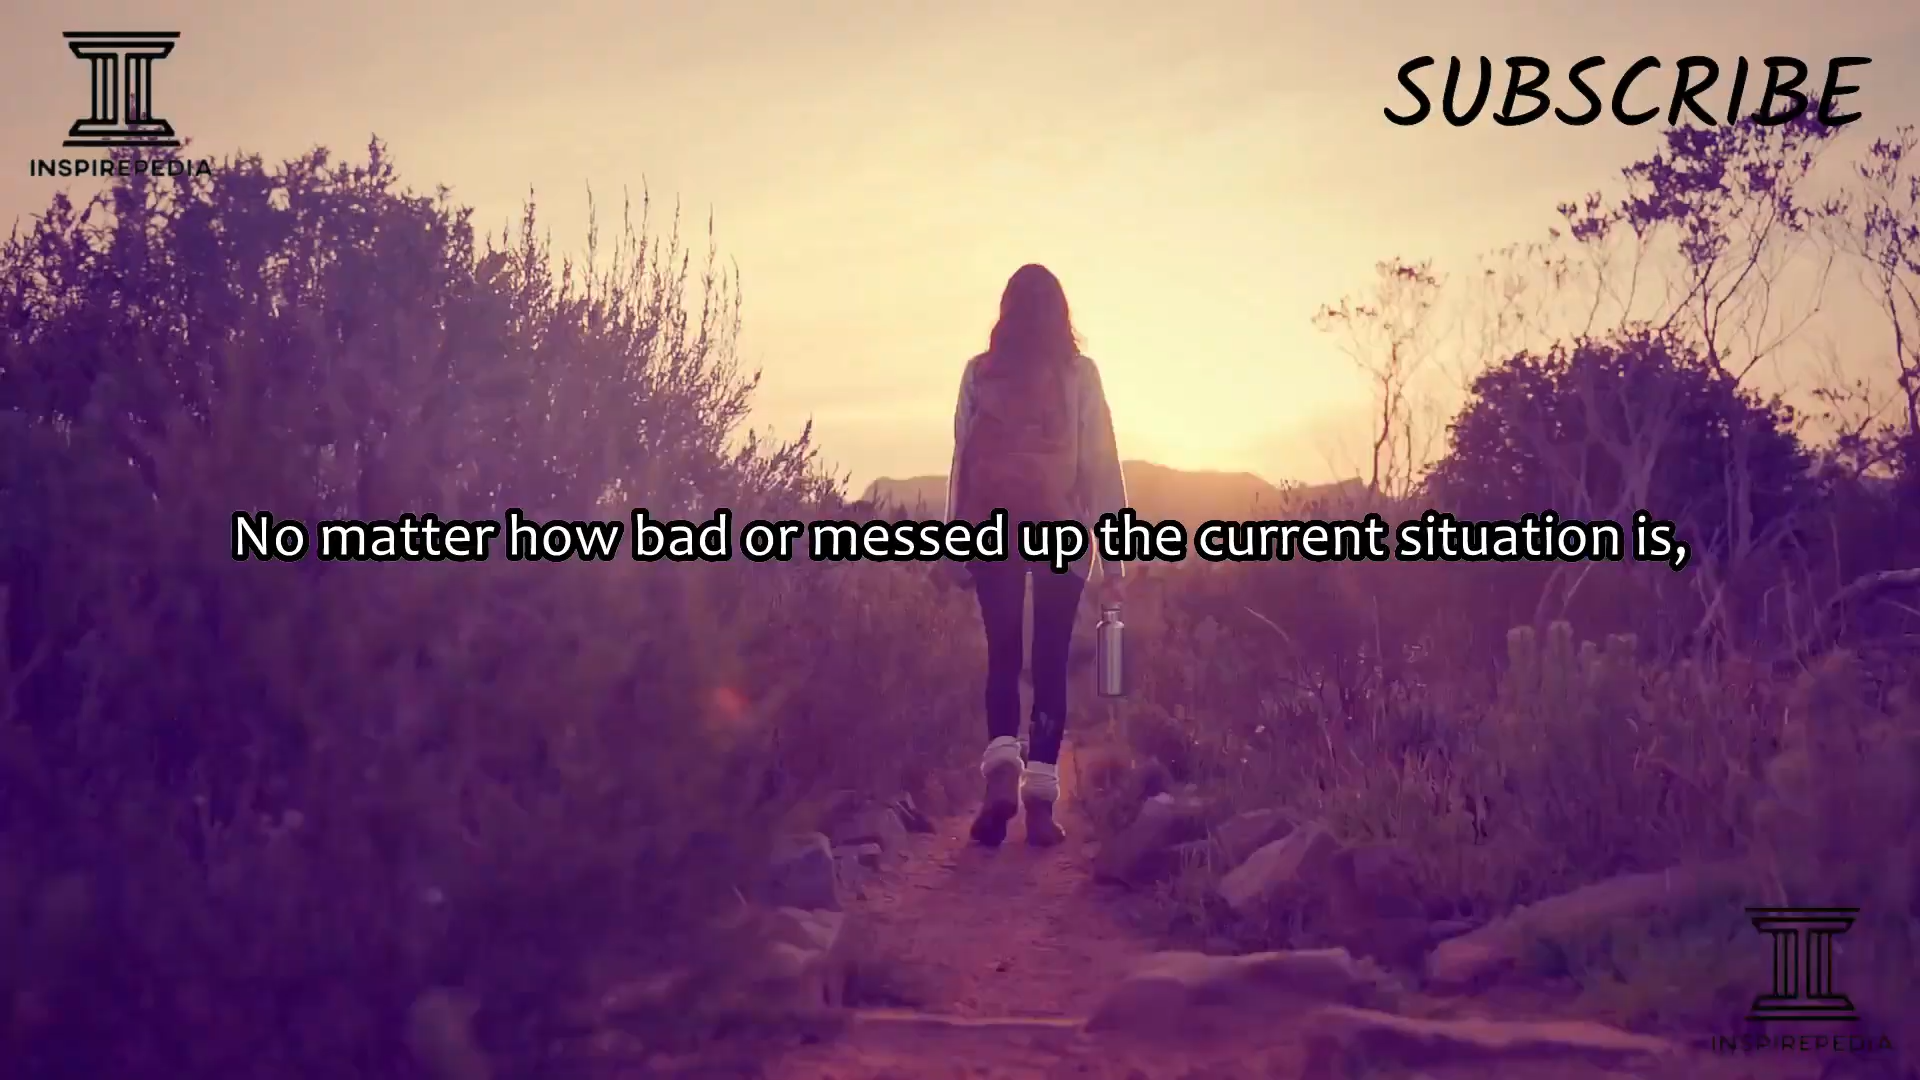 INSPIREPEDIA
SUBSCRIBE
No matter how bad or messed up the current situation is,
INSPIREPEDIA